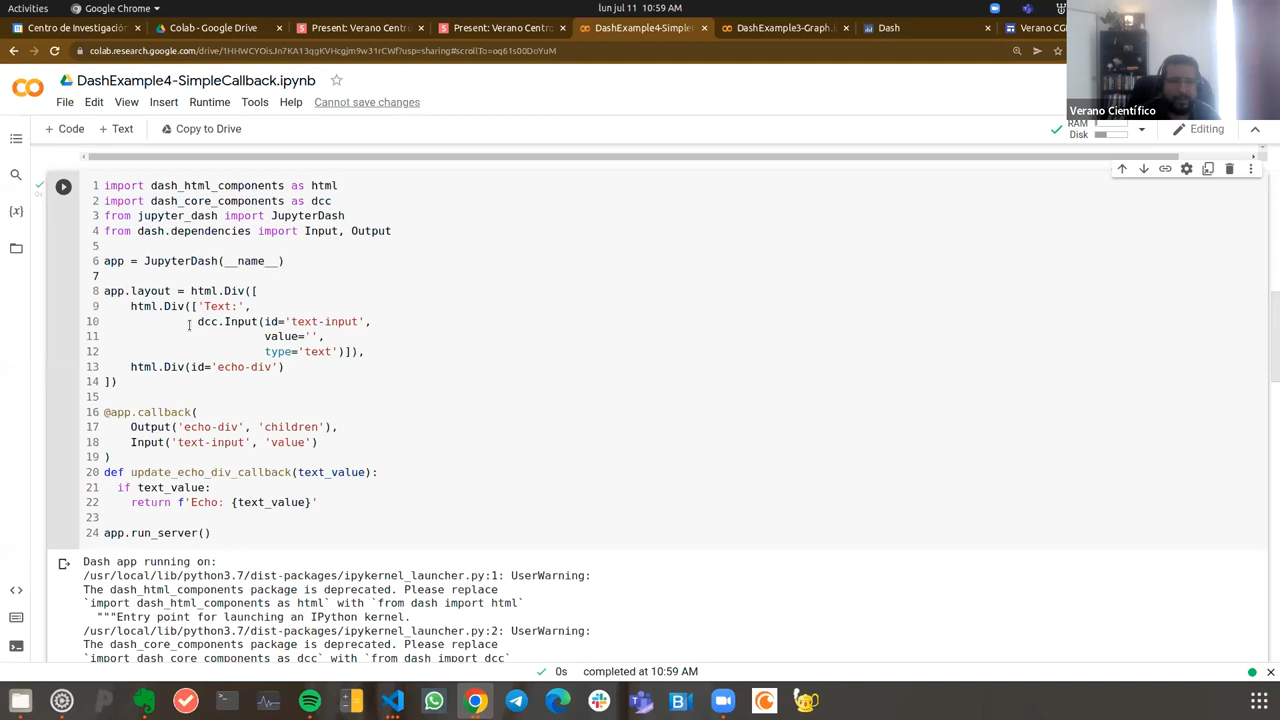 Activities
Google Chrome
lun jul 11 10:59 AM
Centro de Investigació
Colab - Google Drive
Present: Verano Centro
Present: Verano Centro
DashExample4-SimpleC
DashExample3-Graph.i
Dash
Verano CG
colab.research.google.com
DashExample4-SimpleCallback.ipynb
File Edit View Insert Runtime Tools Help Cannot save changes
+ Code + Text Copy to Drive
RAM
Disk
Editing
Verano Científico
1 import dash_html_components as html
2 import dash_core_components as dcc
3 from jupyter_dash import JupyterDash
4 from dash.dependencies import Input, Output
5
6 app = JupyterDash(__name__)
7
8 app.layout = html.Div([
9 html.Div(['Text:',
10 dcc.Input(id='text-input',
11 value='',
12 type='text')]),
13 html.Div(id='echo-div')
14 ])
15
16 @app.callback(
17 Output('echo-div', 'children'),
18 Input('text-input', 'value')
19 )
20 def update_echo_div_callback(text_value):
21 if text_value:
22 return f'Echo: {text_value}'
23
24 app.run_server()
Dash app running on:
/usr/local/lib/python3.7/dist-packages/ipykernel_launcher.py:1: UserWarning:
The dash_html_components package is deprecated. Please replace
`import dash_html_components as html` with `from dash import html`
"""Entry point for launching an IPython kernel.
/usr/local/lib/python3.7/dist-packages/ipykernel_launcher.py:2: UserWarning:
The dash_core_components package is deprecated. Please replace
`import dash_core_components as dcc` with `from dash import dcc`
0s completed at 10:59 AM